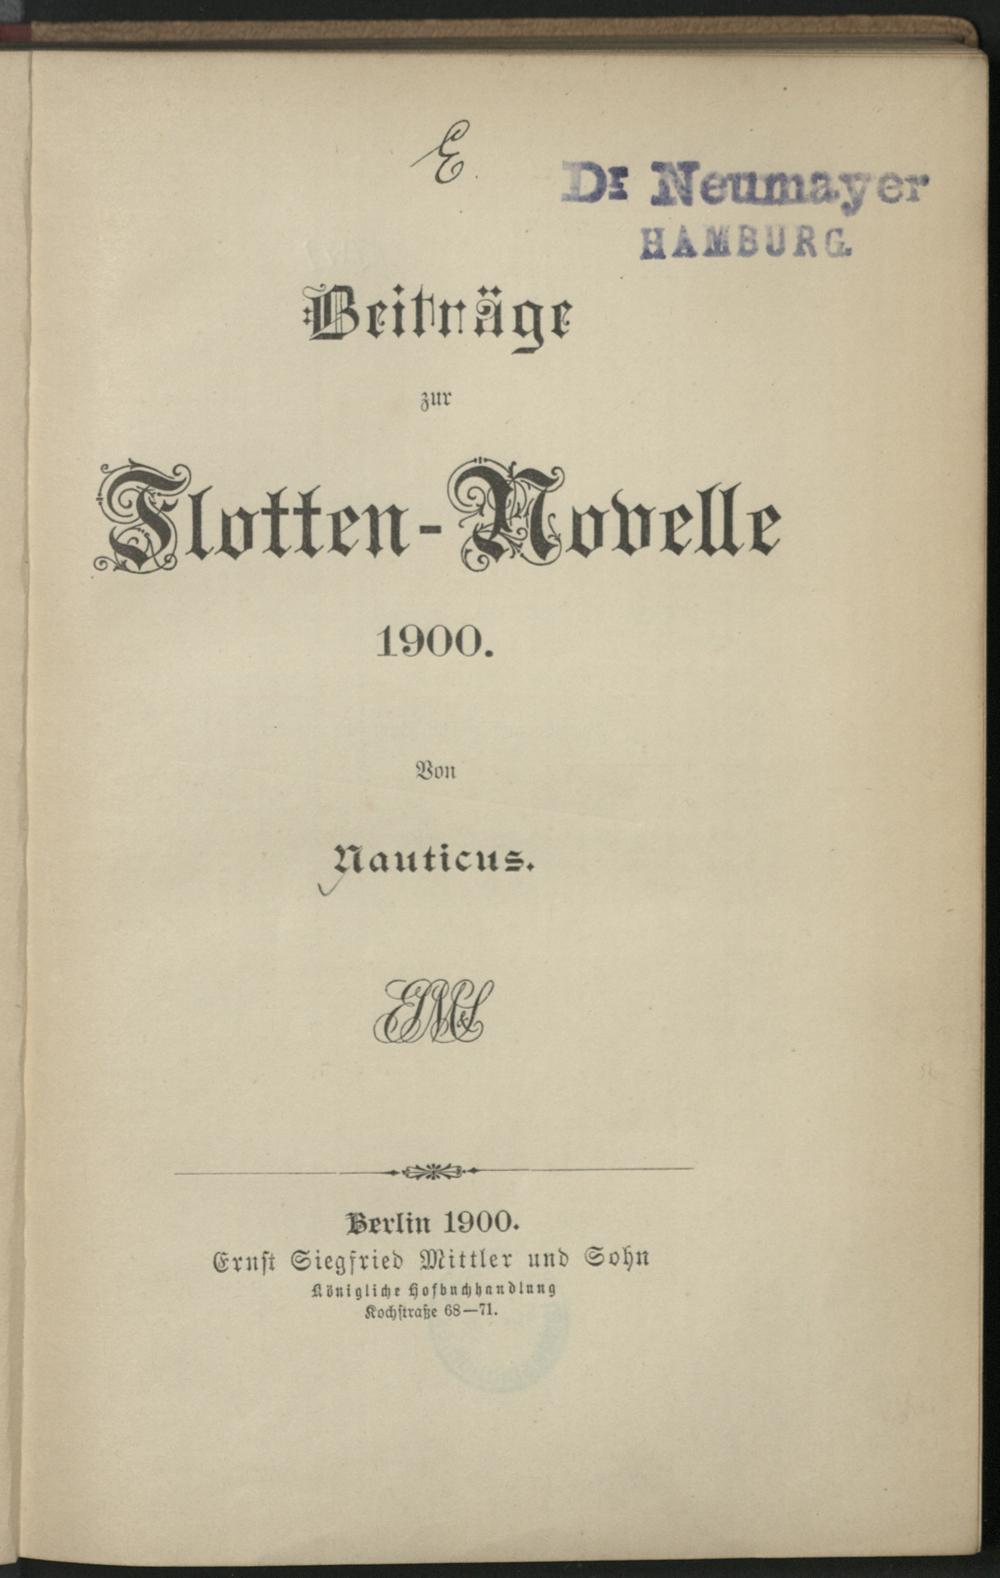 E.
Dr Neumayer
HAMBURG.
Beiträge
zur
Flotten-Novelle
1900.
Von
Nauticus.
ESM&S
Berlin 1900.
Ernſt Siegfried Mittler und Sohn
Königliche Hofbuchhandlung
Kochſtraße 68—71.